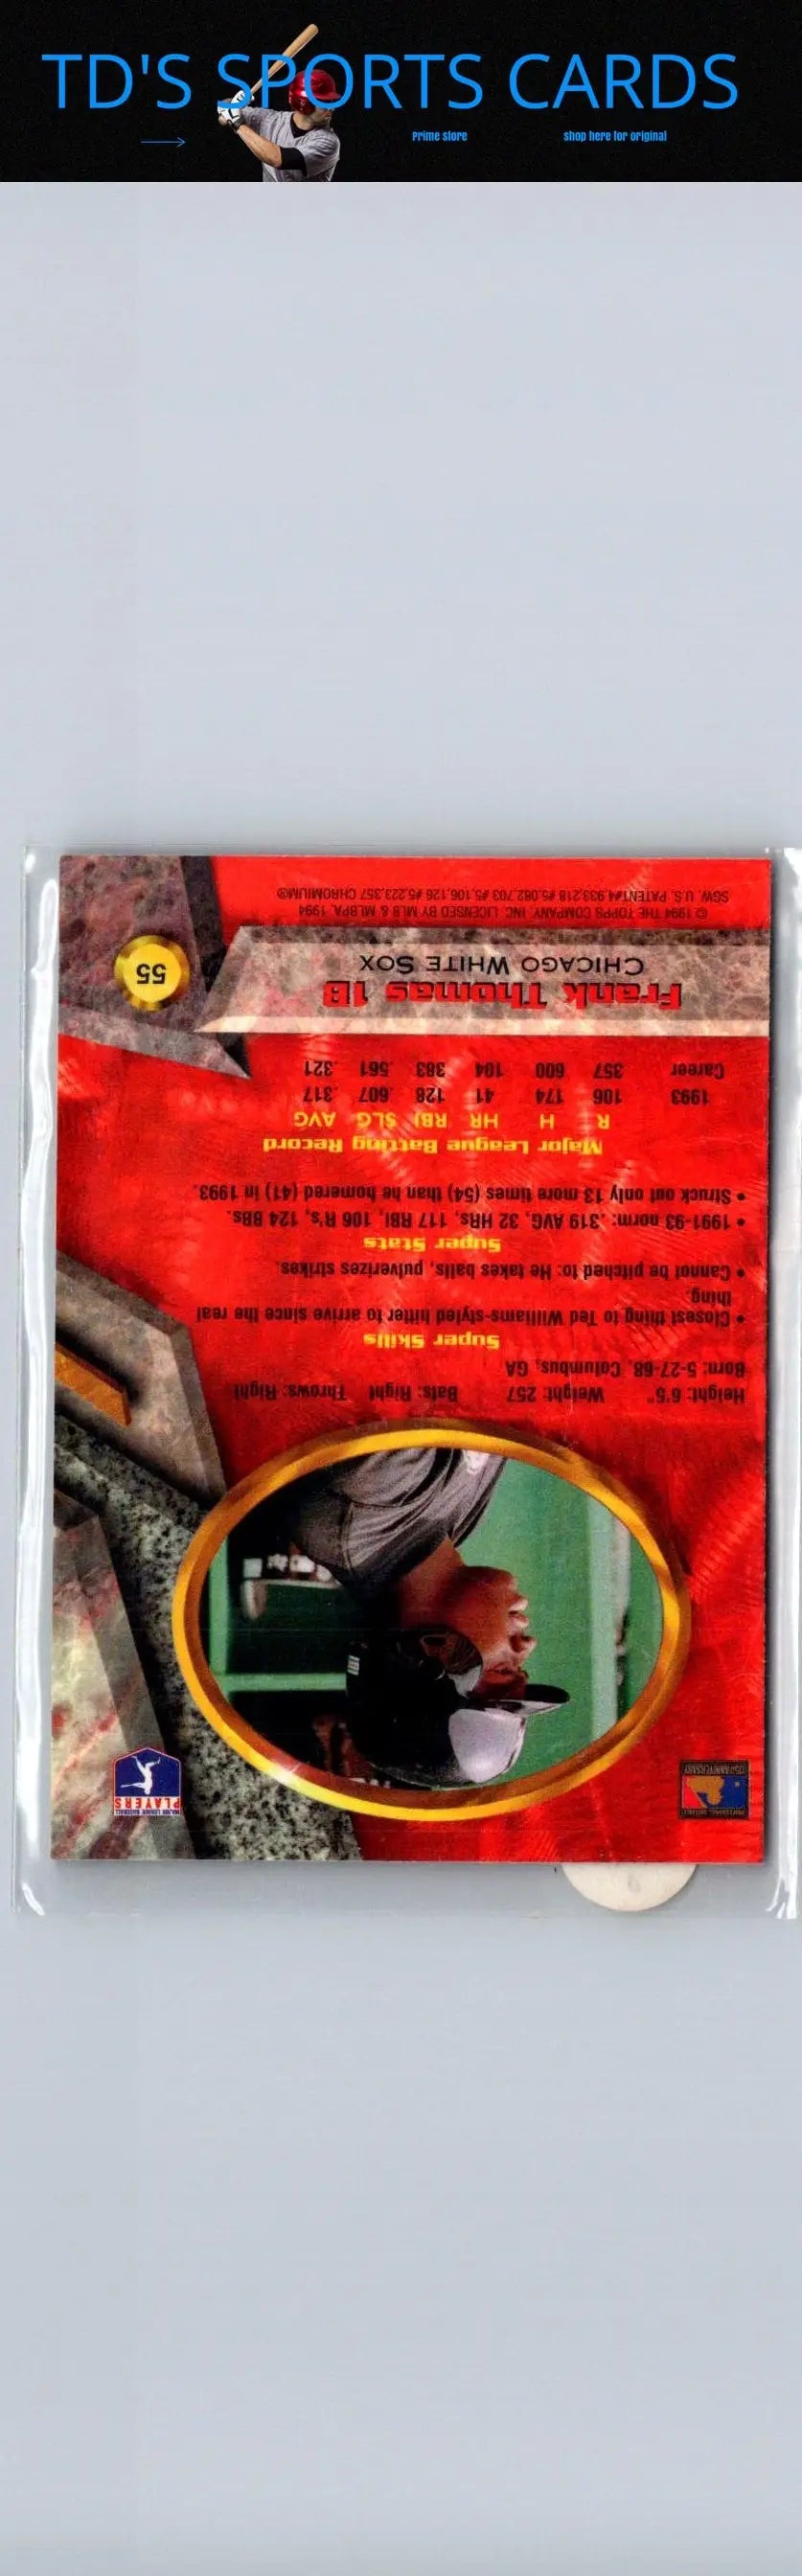 TD'S SPORTS CARDS
Prime store
shop here for original
PLAYERS
Height: 6'5" Weight: 257 Bats: Right Throws: Right
Born: 5-27-68, Columbus, GA
Super Skills
• Closest thing to Ted Williams-styled hitter to arrive since the real
thing.
• Cannot be pitched to: He takes balls, pulverizes strikes.
Super Stats
• 1991-93 norm: .319 AVG, 32 HRs, 117 RBI, 106 R's, 124 BBs.
• Struck out only 13 more times (54) than he homered (41) in 1993.
Major League Batting Record
R H HR RBI SLG AVG
1993 106 174 41 128 .607 .317
Career 357 600 104 383 .561 .321
Frank Thomas 1B
CHICAGO WHITE SOX
55
© 1994 THE TOPPS COMPANY, INC. LICENSED BY MLB & MLBPA, 1994
SGW. U.S. PATENT#4,933,218 #5,082,703 #5,106,126 #5,223,357 CHROMIUM®